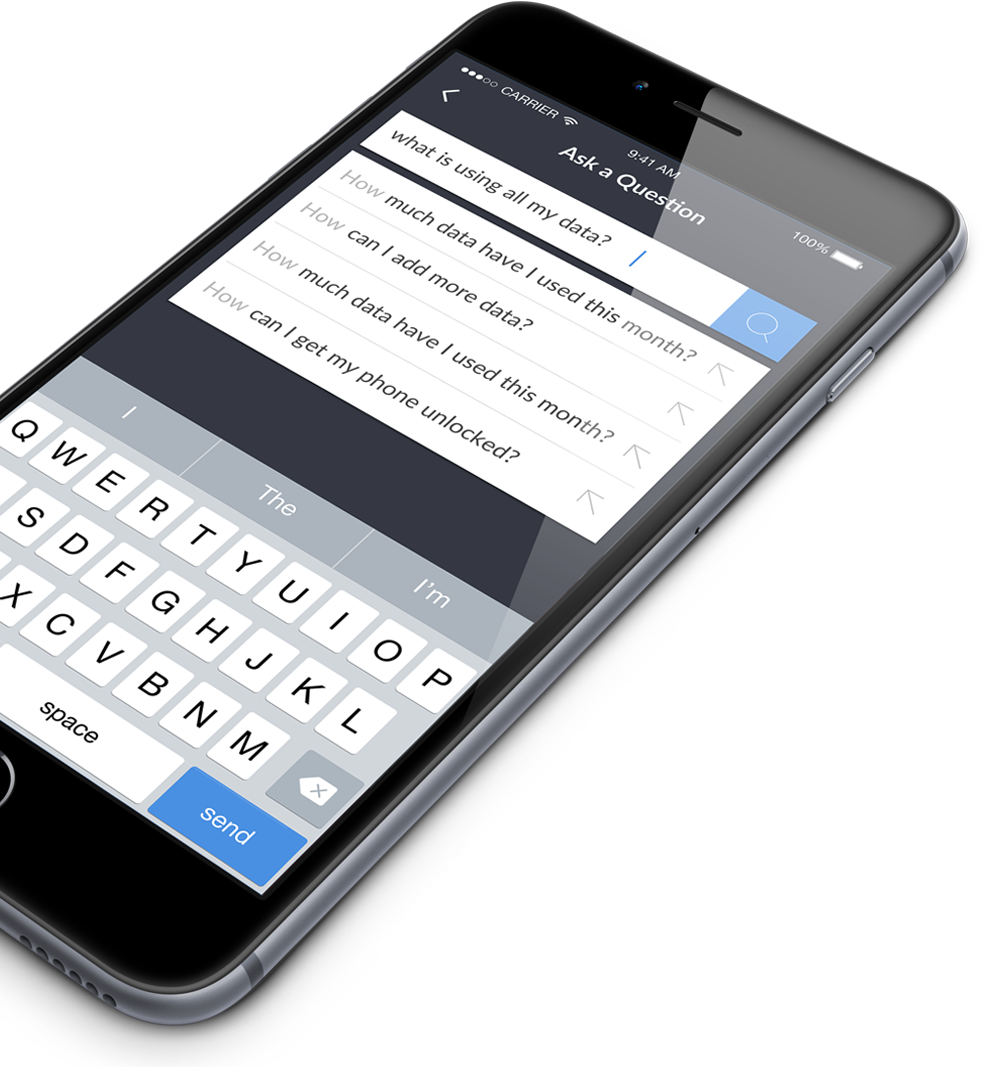 CARRIER 9:41 AM 100%
Ask a Question
what is using all my data?
How much data have I used this month?
How can I add more data?
How much data have I used this month?
How can I get my phone unlocked?
I The I'm
Q W E R T Y U I O P
S D F G H J K L
X C V B N M
space send